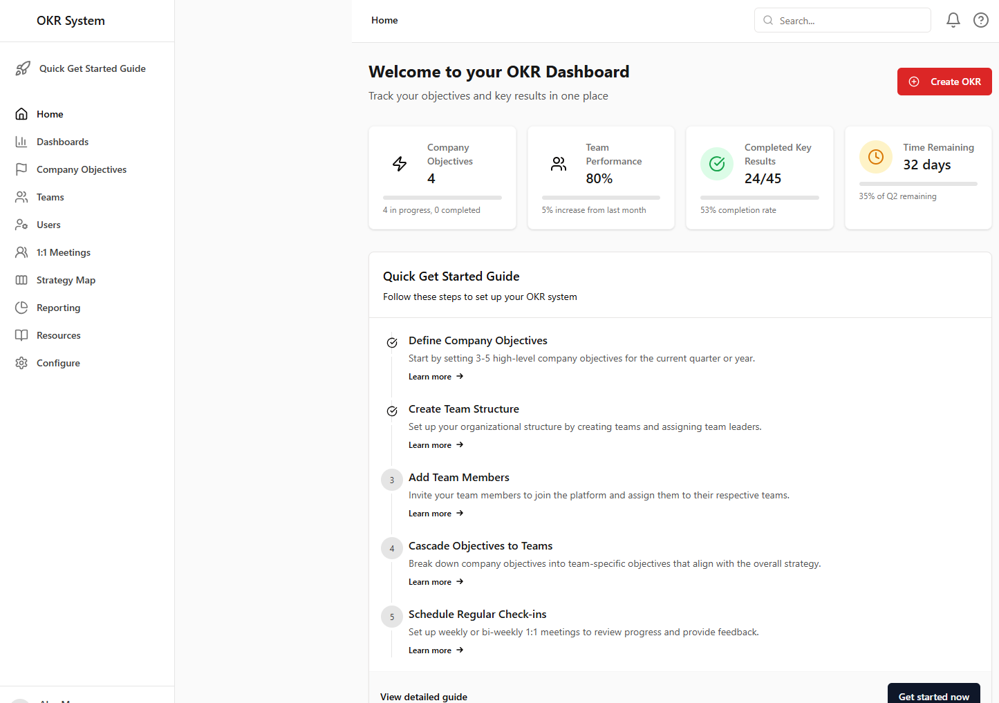 OKR System
Quick Get Started Guide
Home
Dashboards
Company Objectives
Teams
Users
1:1 Meetings
Strategy Map
Reporting
Resources
Configure
Home
Search...
Welcome to your OKR Dashboard
Track your objectives and key results in one place
Create OKR
Company
Objectives
4
4 in progress, 0 completed
Team
Performance
80%
5% increase from last month
Completed Key
Results
24/45
53% completion rate
Time Remaining
32 days
35% of Q2 remaining
Quick Get Started Guide
Follow these steps to set up your OKR system
Define Company Objectives
Start by setting 3-5 high-level company objectives for the current quarter or year.
Learn more
Create Team Structure
Set up your organizational structure by creating teams and assigning team leaders.
Learn more
3
Add Team Members
Invite your team members to join the platform and assign them to their respective teams.
Learn more
4
Cascade Objectives to Teams
Break down company objectives into team-specific objectives that align with the overall strategy.
Learn more
5
Schedule Regular Check-ins
Set up weekly or bi-weekly 1:1 meetings to review progress and provide feedback.
Learn more
View detailed guide
Get started now